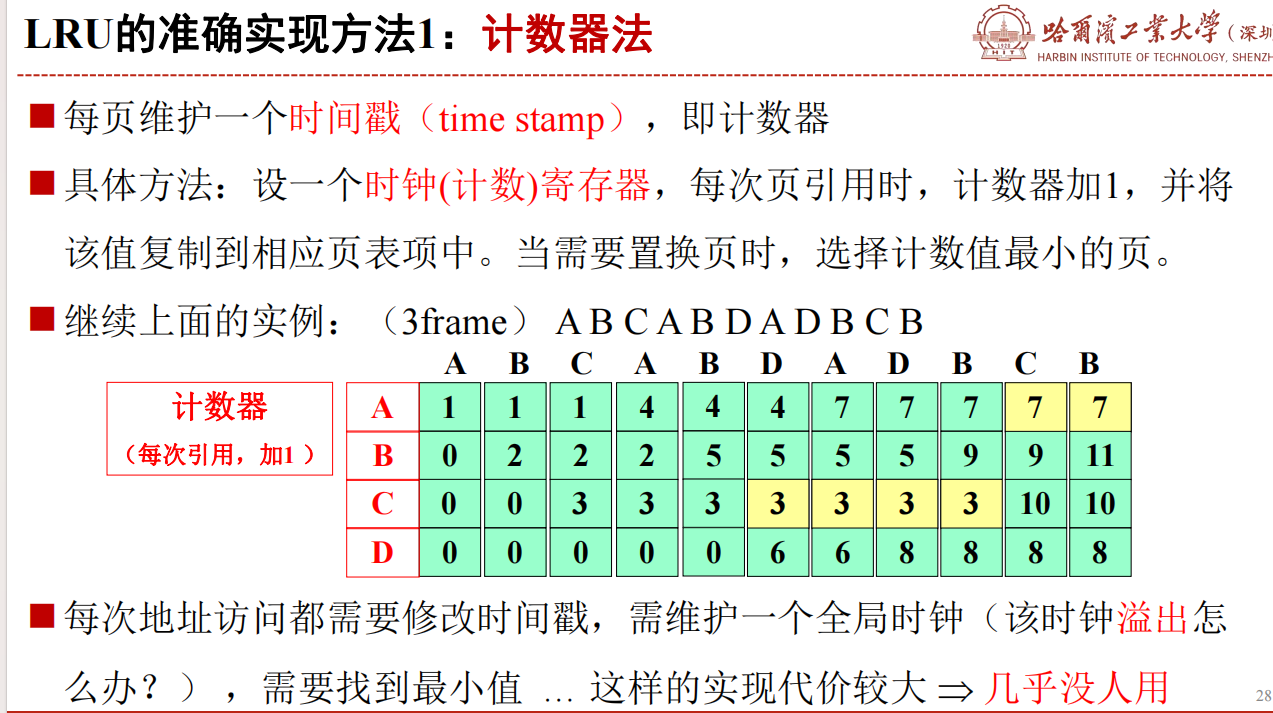 LRU的准确实现方法1：计数器法
哈尔滨工业大学（深圳
HARBIN INSTITUTE OF TECHNOLOGY, SHENZH
1920
HIT
每页维护一个时间戳（time stamp），即计数器
具体方法：设一个时钟(计数)寄存器，每次页引用时，计数器加1，并将
该值复制到相应页表项中。当需要置换页时，选择计数值最小的页。
继续上面的实例：（3frame） A B C A B D A D B C B
A B C A B D A D B C B
计数器
（每次引用，加1 ）
A 1 1 1 4 4 4 7 7 7 7 7
B 0 2 2 2 5 5 5 5 9 9 11
C 0 0 3 3 3 3 3 3 3 10 10
D 0 0 0 0 0 6 6 8 8 8 8
每次地址访问都需要修改时间戳，需维护一个全局时钟（该时钟溢出怎
么办？），需要找到最小值 … 这样的实现代价较大 ⇒ 几乎没人用
28